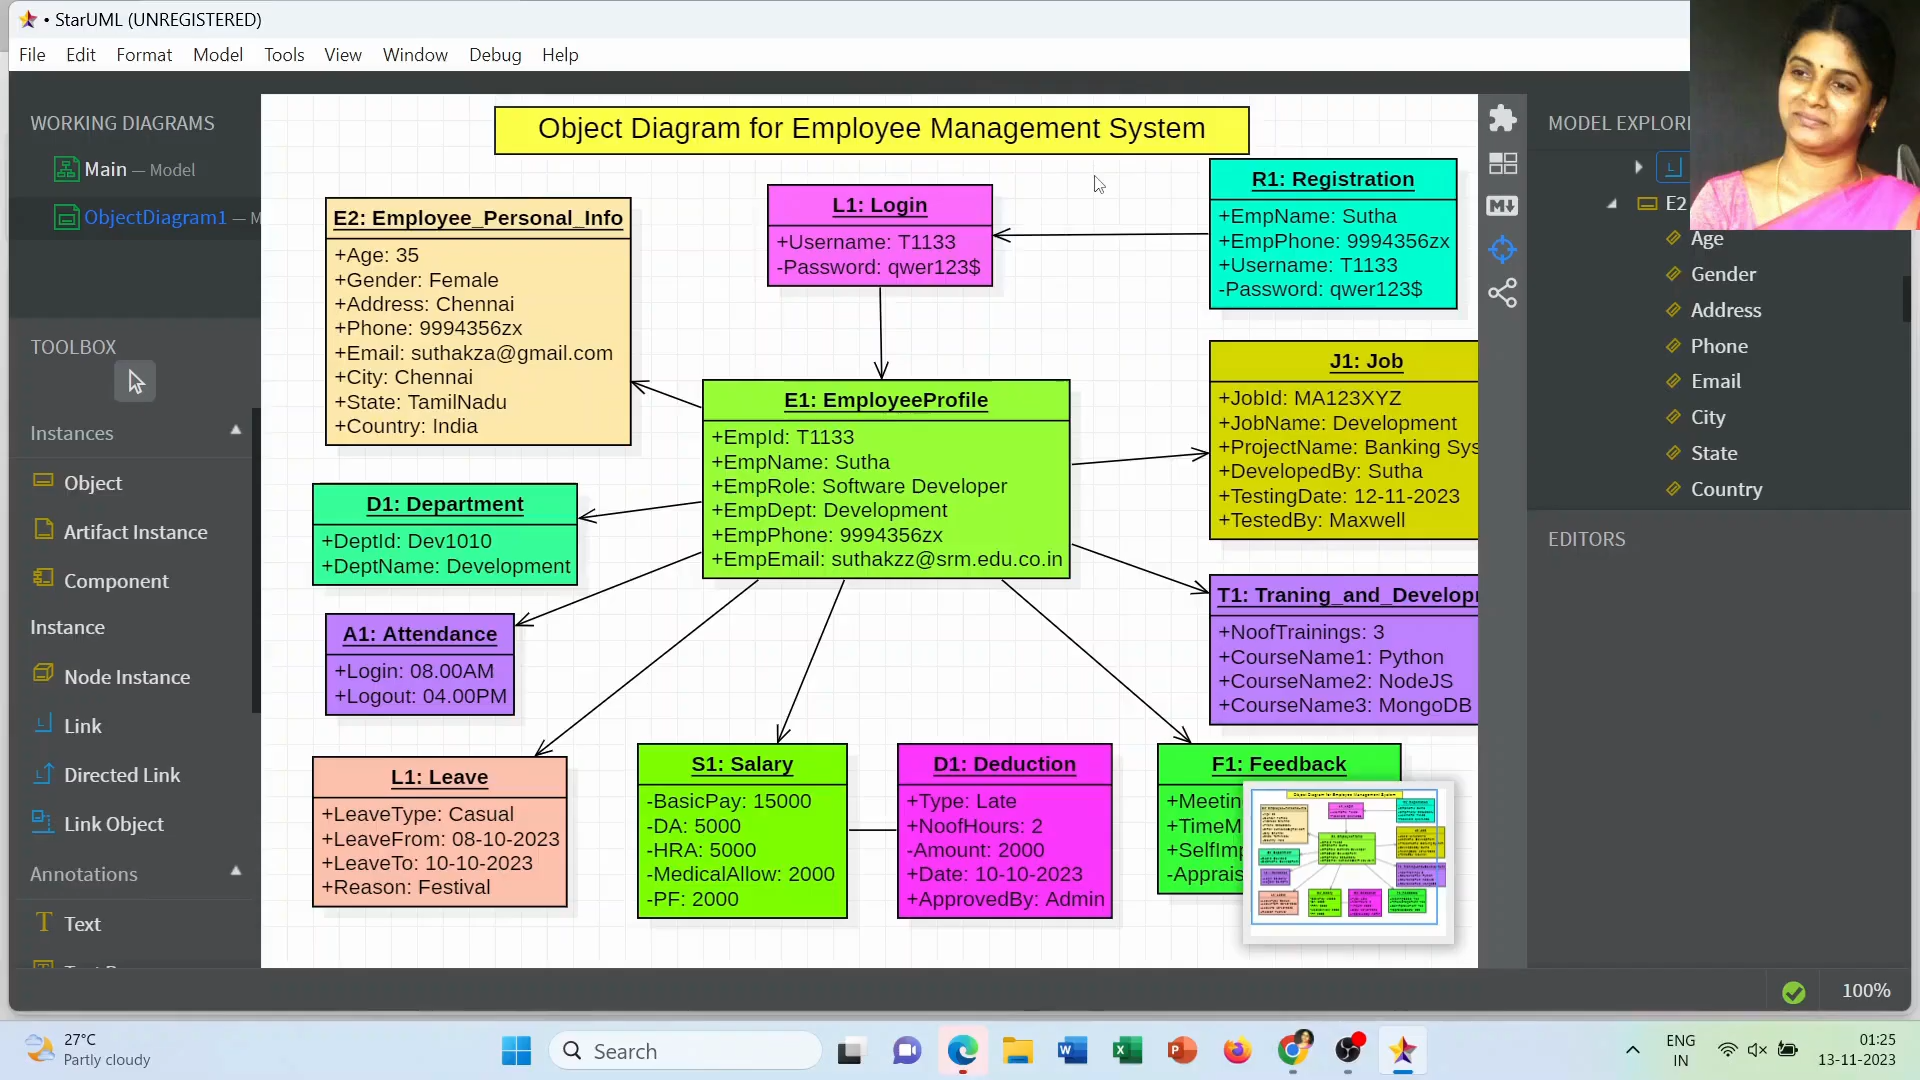 • StarUML (UNREGISTERED)
File Edit Format Model Tools View Window Debug Help
WORKING DIAGRAMS
Main — Model
ObjectDiagram1 — M
TOOLBOX
Instances
Object
Artifact Instance
Component
Instance
Node Instance
Link
Directed Link
Link Object
Annotations
Text
Object Diagram for Employee Management System
E2: Employee_Personal_Info
+Age: 35
+Gender: Female
+Address: Chennai
+Phone: 9994356zx
+Email: suthakza@gmail.com
+City: Chennai
+State: TamilNadu
+Country: India
L1: Login
+Username: T1133
-Password: qwer123$
R1: Registration
+EmpName: Sutha
+EmpPhone: 9994356zx
+Username: T1133
-Password: qwer123$
E1: EmployeeProfile
+EmpId: T1133
+EmpName: Sutha
+EmpRole: Software Developer
+EmpDept: Development
+EmpPhone: 9994356zx
+EmpEmail: suthakzz@srm.edu.co.in
J1: Job
+JobId: MA123XYZ
+JobName: Development
+ProjectName: Banking Sys
+DevelopedBy: Sutha
+TestingDate: 12-11-2023
+TestedBy: Maxwell
D1: Department
+DeptId: Dev1010
+DeptName: Development
A1: Attendance
+Login: 08.00AM
+Logout: 04.00PM
T1: Traning_and_Develop
+NoofTrainings: 3
+CourseName1: Python
+CourseName2: NodeJS
+CourseName3: MongoDB
L1: Leave
+LeaveType: Casual
+LeaveFrom: 08-10-2023
+LeaveTo: 10-10-2023
+Reason: Festival
S1: Salary
-BasicPay: 15000
-DA: 5000
-HRA: 5000
-MedicalAllow: 2000
-PF: 2000
D1: Deduction
+Type: Late
+NoofHours: 2
-Amount: 2000
+Date: 10-10-2023
+ApprovedBy: Admin
F1: Feedback
+Meetin
+TimeM
+SelfImp
-Apprais
MODEL EXPLOR
E2
Age
Gender
Address
Phone
Email
City
State
Country
EDITORS
100%
27°C
Partly cloudy
Search
ENG
IN
01:25
13-11-2023